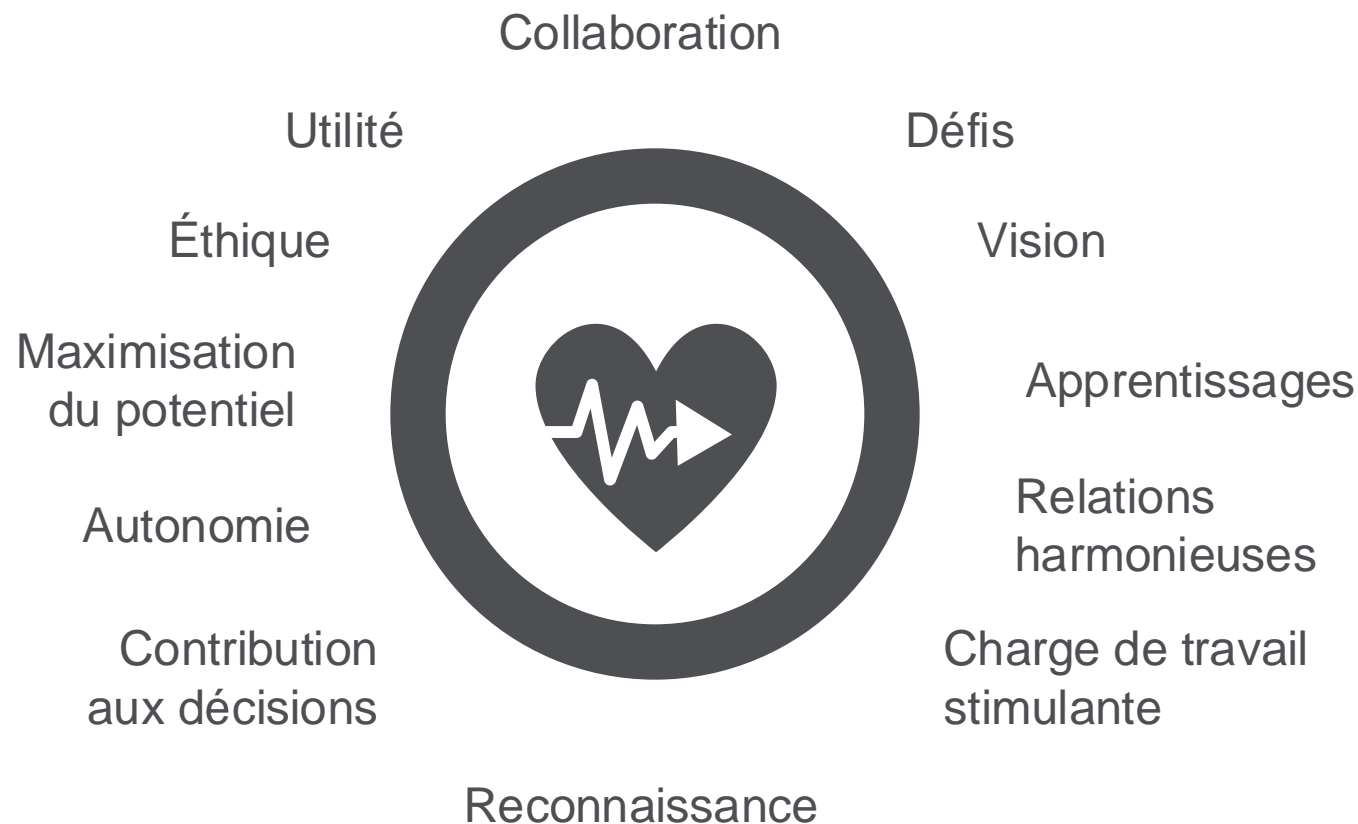 Collaboration
Utilité
Défis
Éthique
Vision
Maximisation
du potentiel
Apprentissages
Autonomie
Relations
harmonieuses
Contribution
aux décisions
Charge de travail
stimulante
Reconnaissance